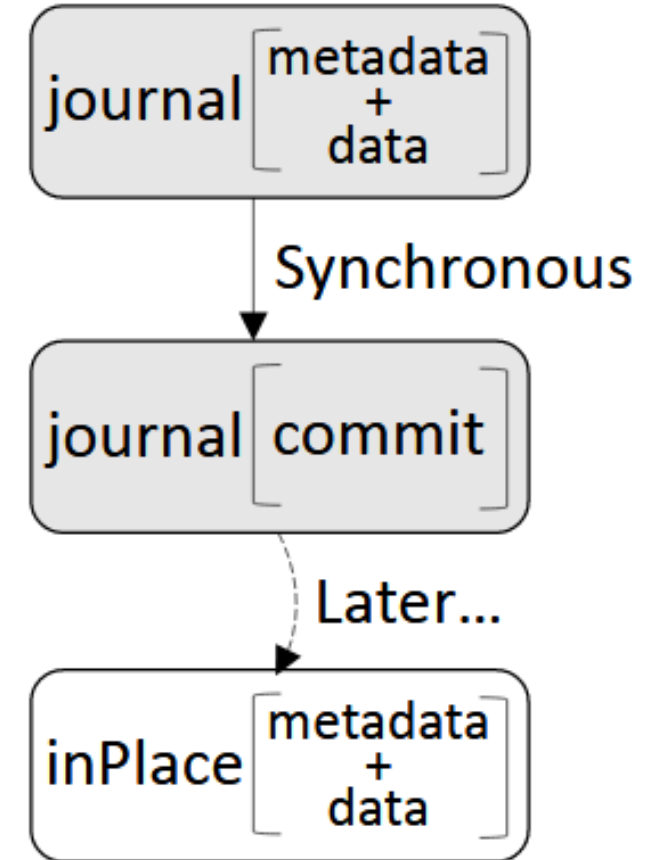 journal [ metadata
+
data ]
Synchronous
journal [ commit ]
Later...
inPlace [ metadata
+
data ]